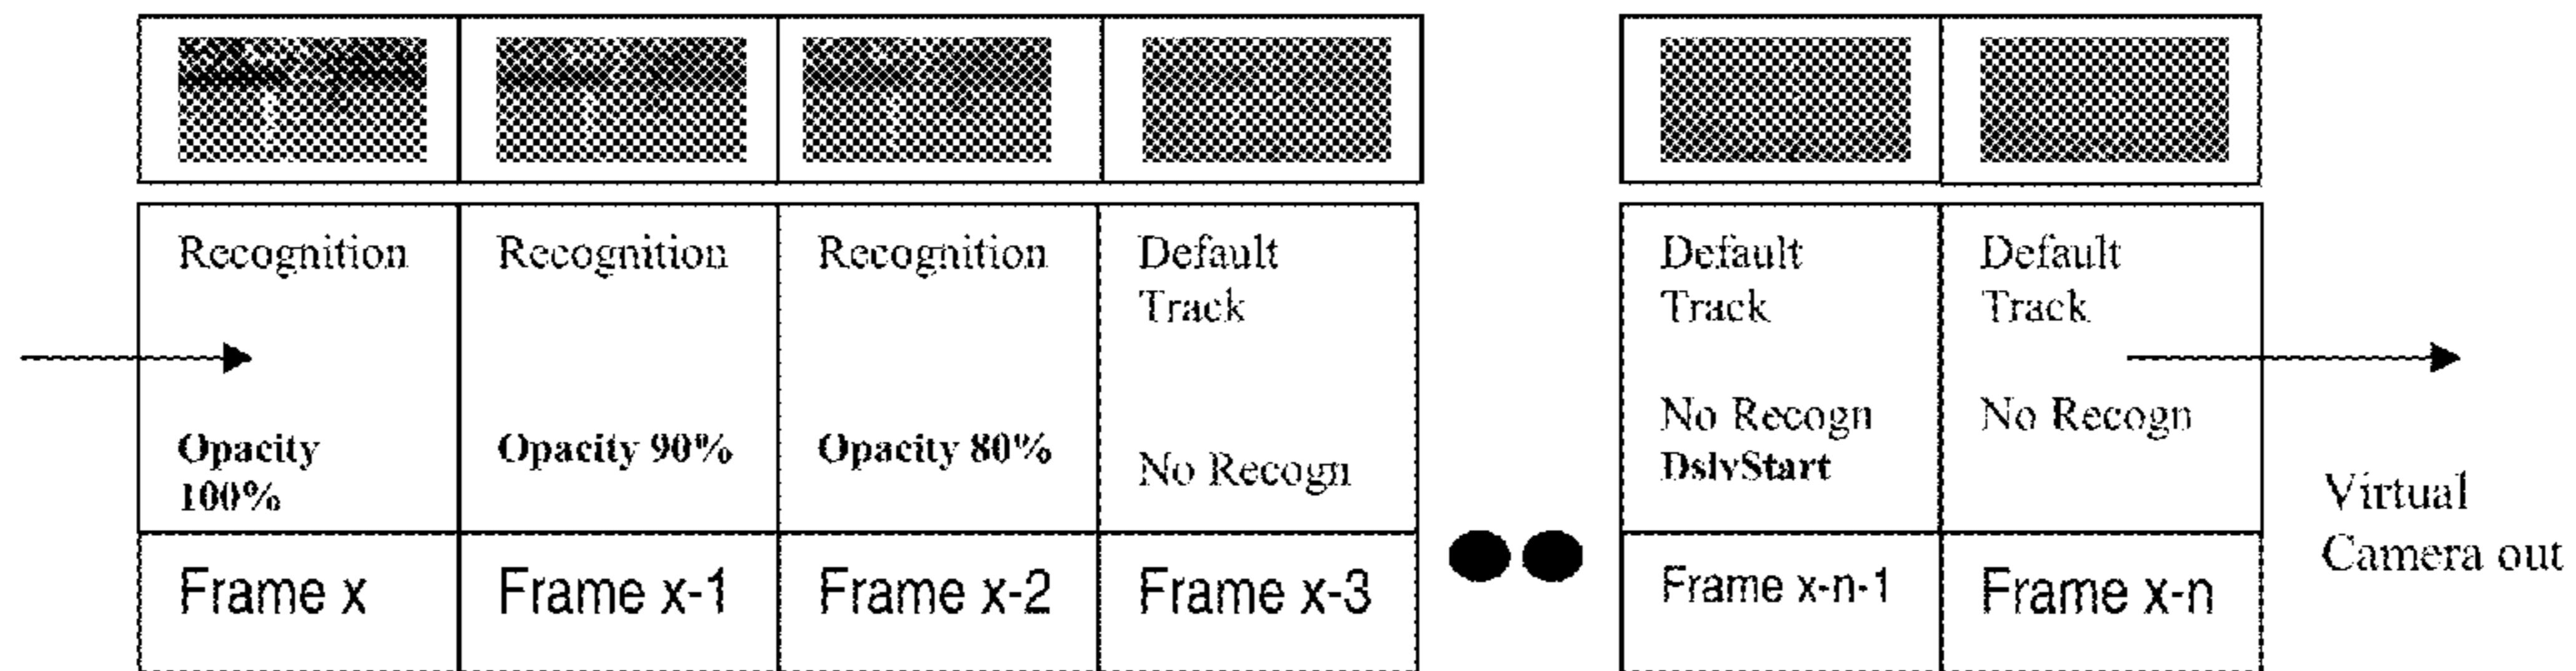 Recognition
Opacity
100%
Frame x
Recognition
Opacity 90%
Frame x-1
Recognition
Opacity 80%
Frame x-2
Default
Track
No Recogn
Frame x-3
Default
Track
No Recogn
DslvStart
Frame x-n-1
Default
Track
No Recogn
Frame x-n
Virtual
Camera out